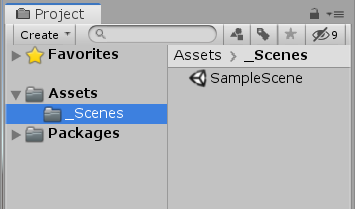 Project
Create
9
Favorites
Assets > _Scenes
SampleScene
Assets
_Scenes
Packages